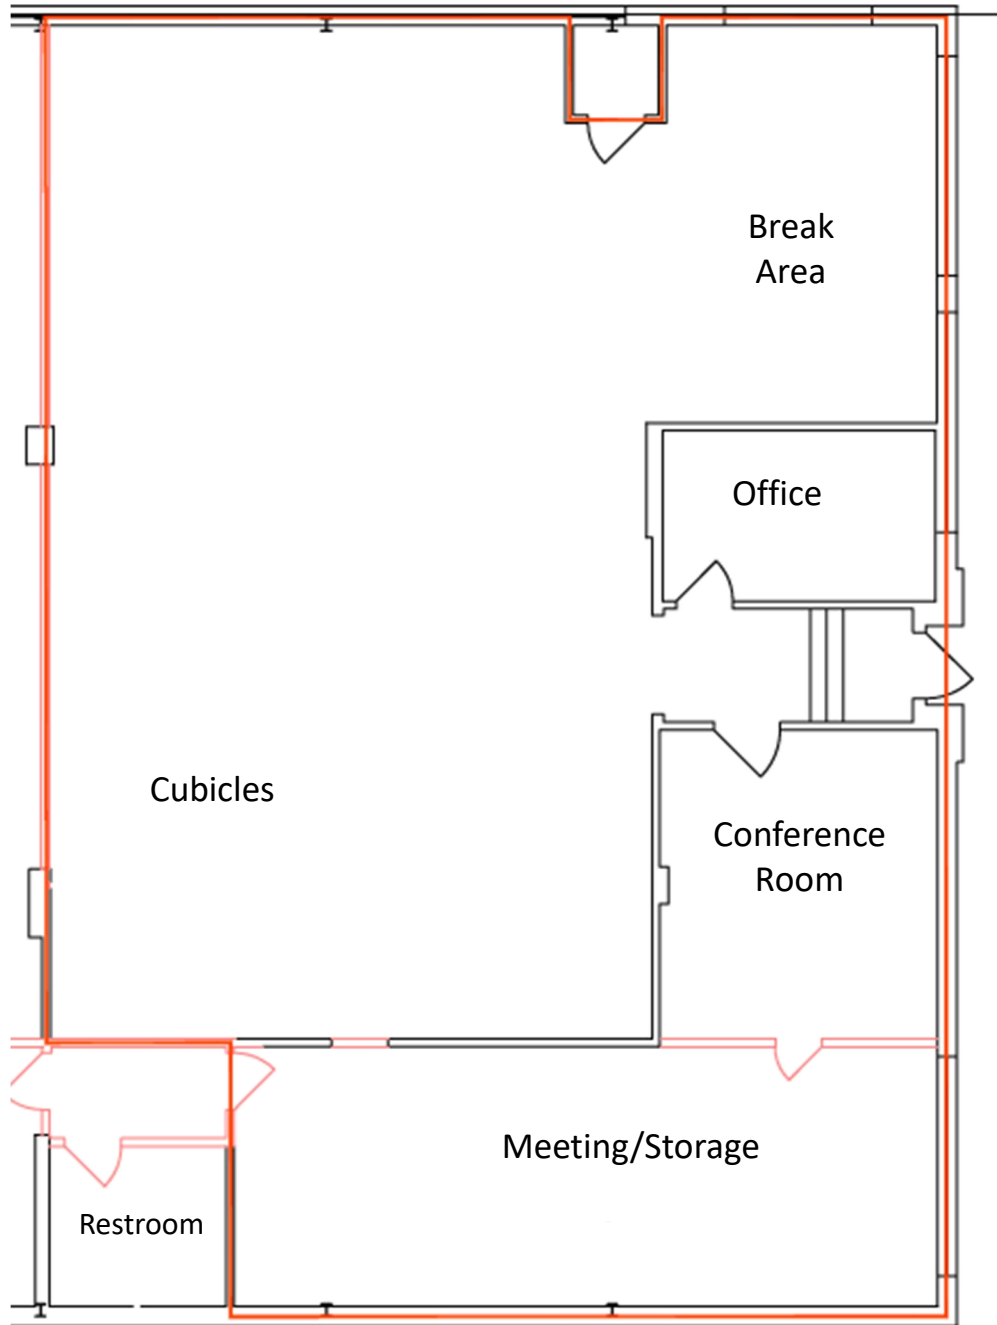 Break
Area
Office
Cubicles
Conference
Room
Meeting/Storage
Restroom